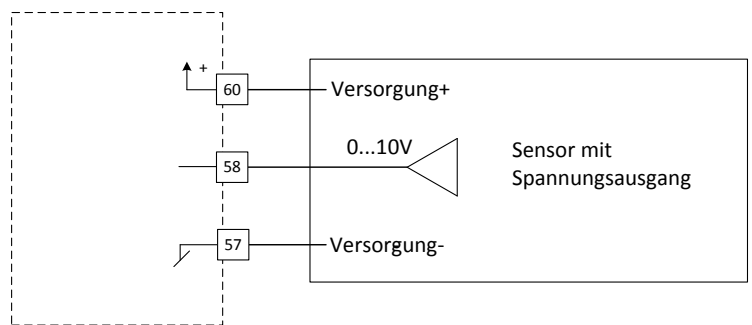 +
60
Versorgung+
0...10V
58
Sensor mit
Spannungsausgang
57
Versorgung-